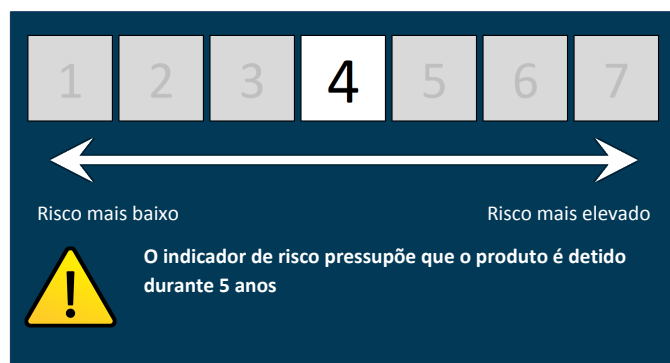 1 2 3 4 5 6 7
Risco mais baixo Risco mais elevado
O indicador de risco pressupõe que o produto é detido
durante 5 anos